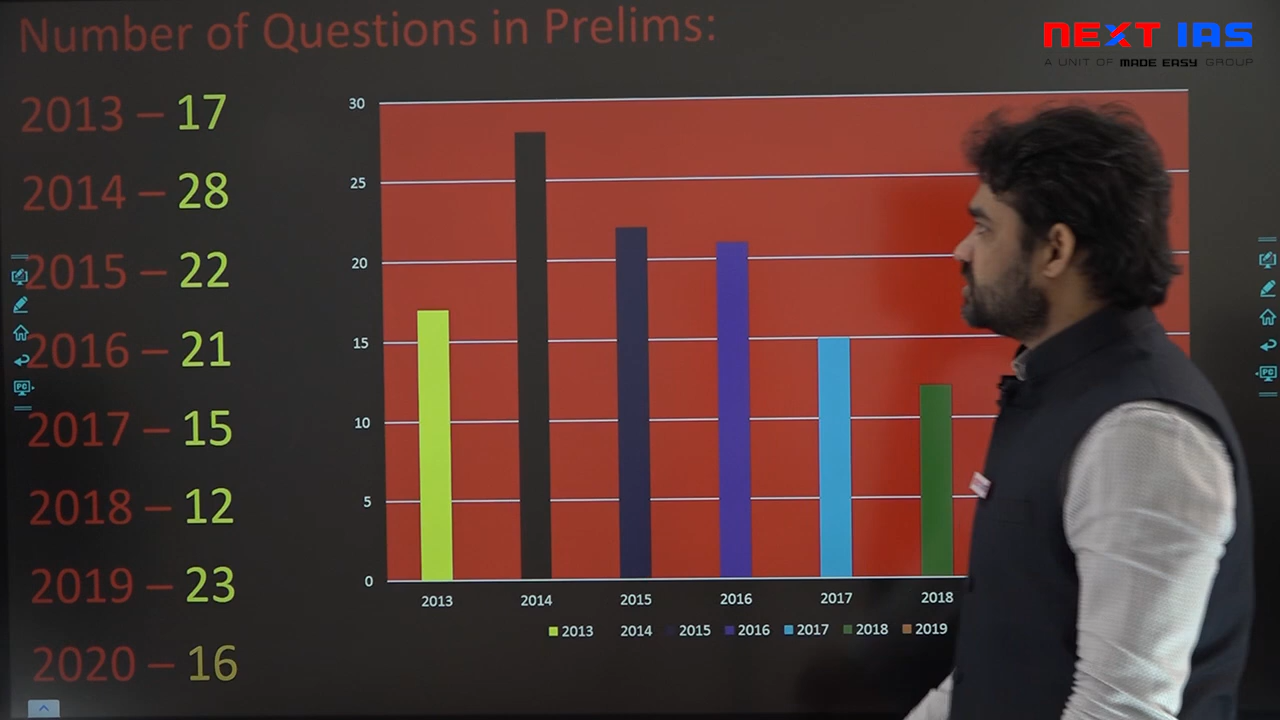 Number of Questions in Prelims:
NEXT IAS
A UNIT OF MADE EASY GROUP
2013 – 17
2014 – 28
2015 – 22
2016 – 21
2017 – 15
2018 – 12
2019 – 23
2020 – 16
30
25
20
15
10
5
0
2013 2014 2015 2016 2017 2018
2013 2014 2015 2016 2017 2018 2019
PC
PC